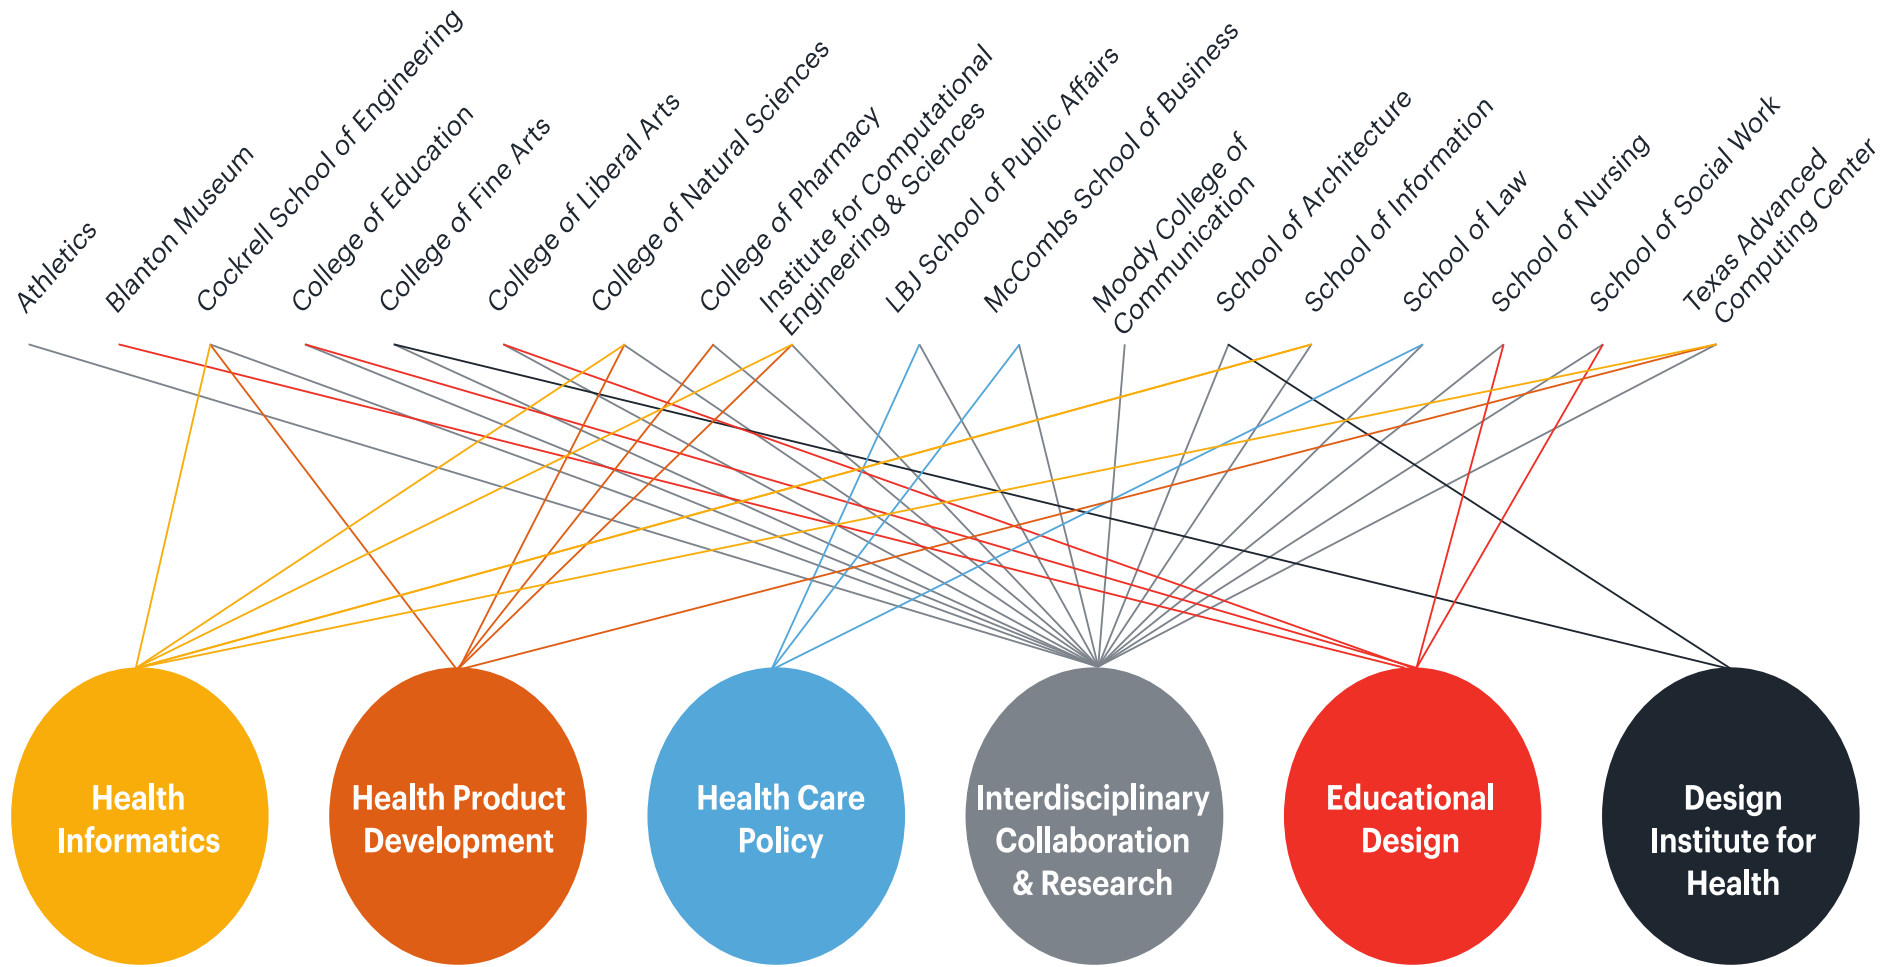 Athletics
Blanton Museum
Cockrell School of Engineering
College of Education
College of Fine Arts
College of Liberal Arts
College of Natural Sciences
College of Pharmacy
Institute for Computational
Engineering & Sciences
LBJ School of Public Affairs
McCombs School of Business
Moody College of
Communication
School of Architecture
School of Information
School of Law
School of Nursing
School of Social Work
Texas Advanced
Computing Center
Health
Informatics
Health Product
Development
Health Care
Policy
Interdisciplinary
Collaboration
& Research
Educational
Design
Design
Institute for
Health